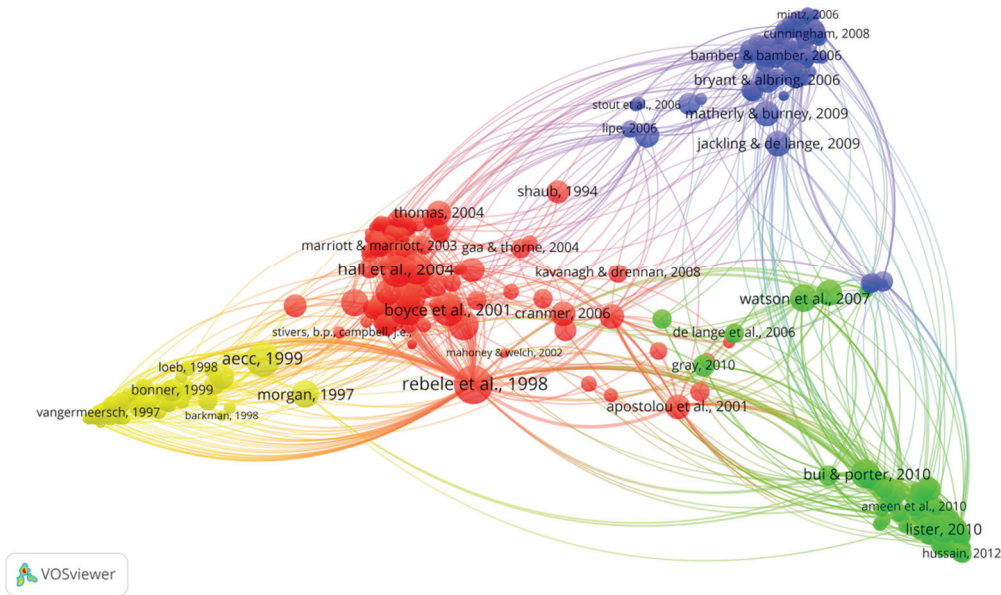 mintz, 2006
cunningham, 2008
bamber & bamber, 2006
bryant & albring, 2006
stout et al., 2006
matherly & burney, 2009
lipe, 2006
jackling & de lange, 2009
shaub, 1994
thomas, 2004
marriott & marriott, 2003
gaa & thorne, 2004
hall et al., 2004
kavanagh & drennan, 2008
watson et al., 2007
boyce et al., 2001
cranmer, 2006
stivers, b.p., campbell, j.e.,
de lange et al., 2006
mahoney & welch, 2002
aecc, 1999
loeb, 1998
gray, 2010
rebele et al., 1998
bonner, 1999
morgan, 1997
apostolou et al., 2001
vangermeersch, 1997
barkman, 1998
bui & porter, 2010
ameen et al., 2010
lister, 2010
hussain, 2012
VOSviewer